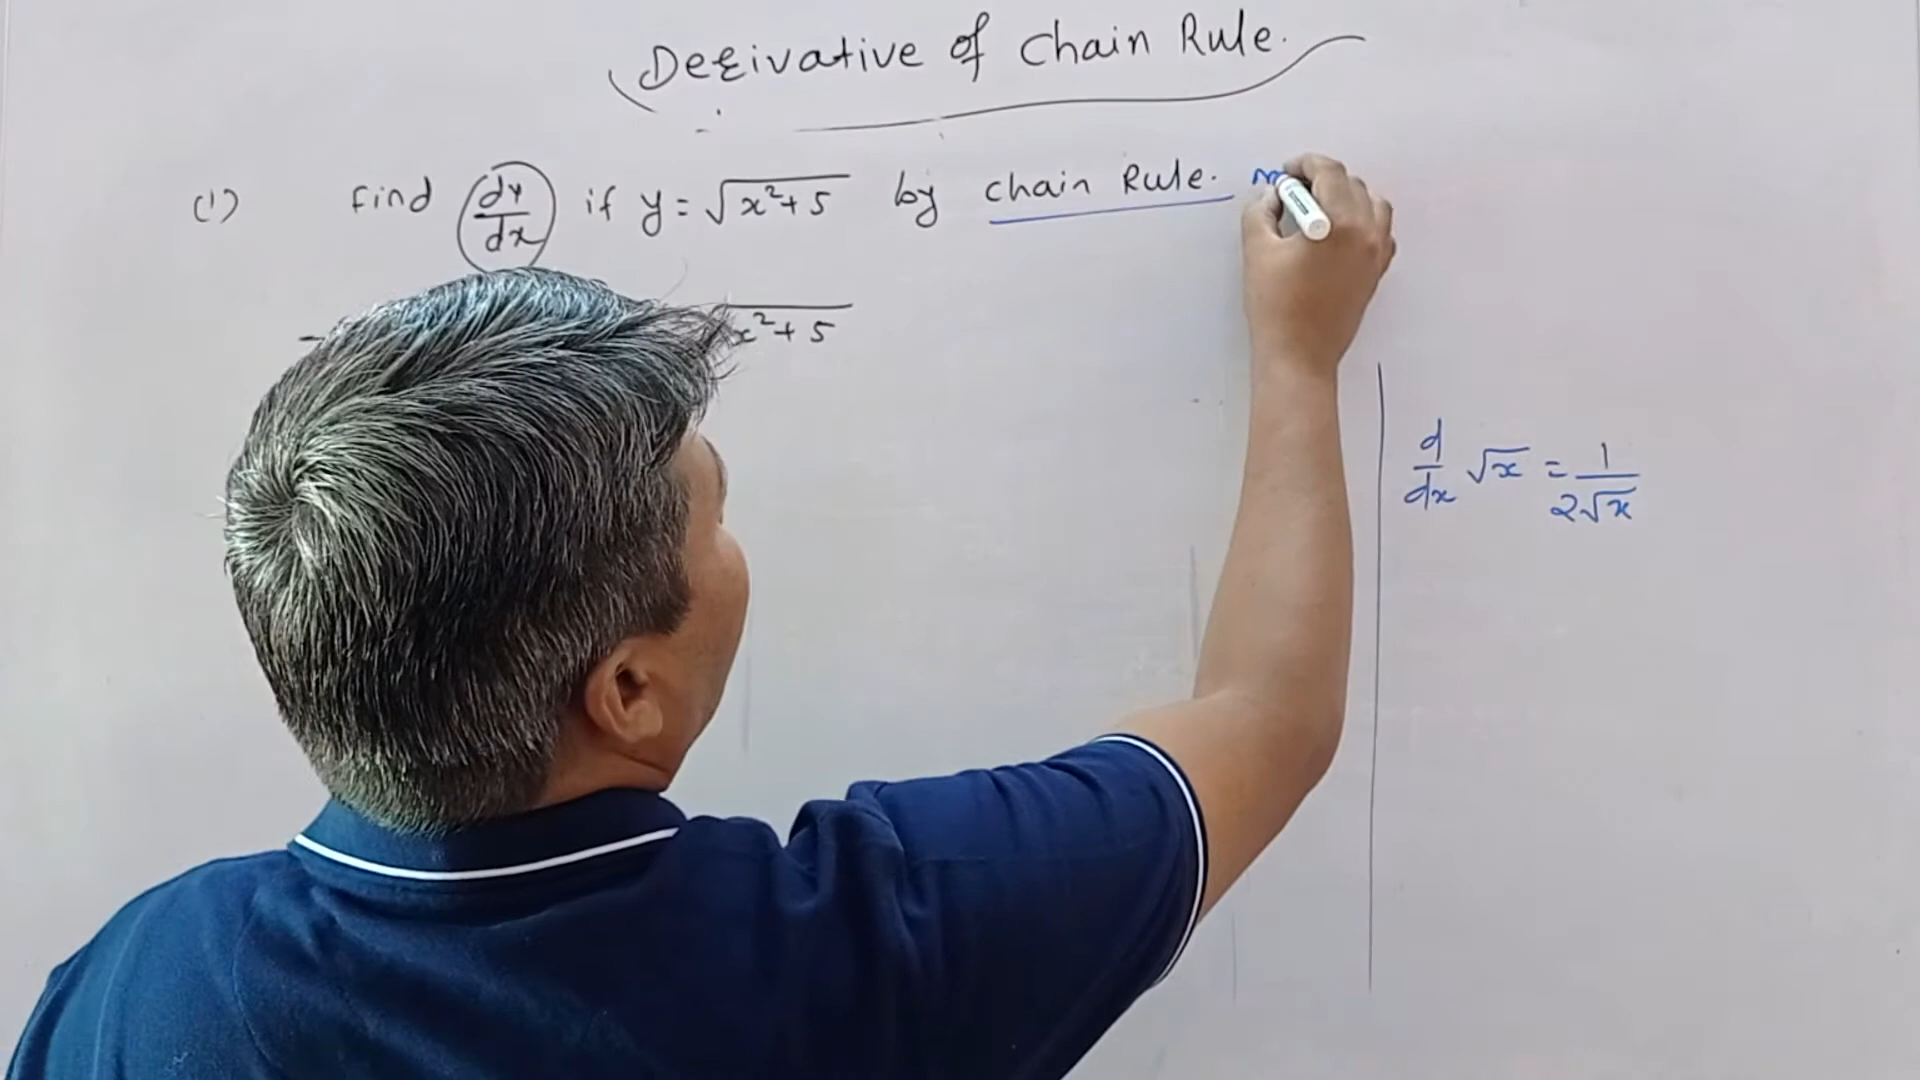 Derivative of Chain Rule.
(1) find dy/dx if y = √(x²+5) by chain Rule.
x²+5
d/dx √x = 1/(2√x)